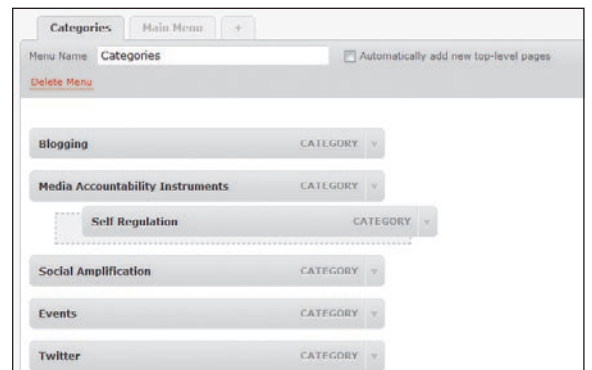 Categories Main Menu +
Menu Name Categories Automatically add new top-level pages
Delete Menu
Blogging CATEGORY
Media Accountability Instruments CATEGORY
Self Regulation CATEGORY
Social Amplification CATEGORY
Events CATEGORY
Twitter CATEGORY